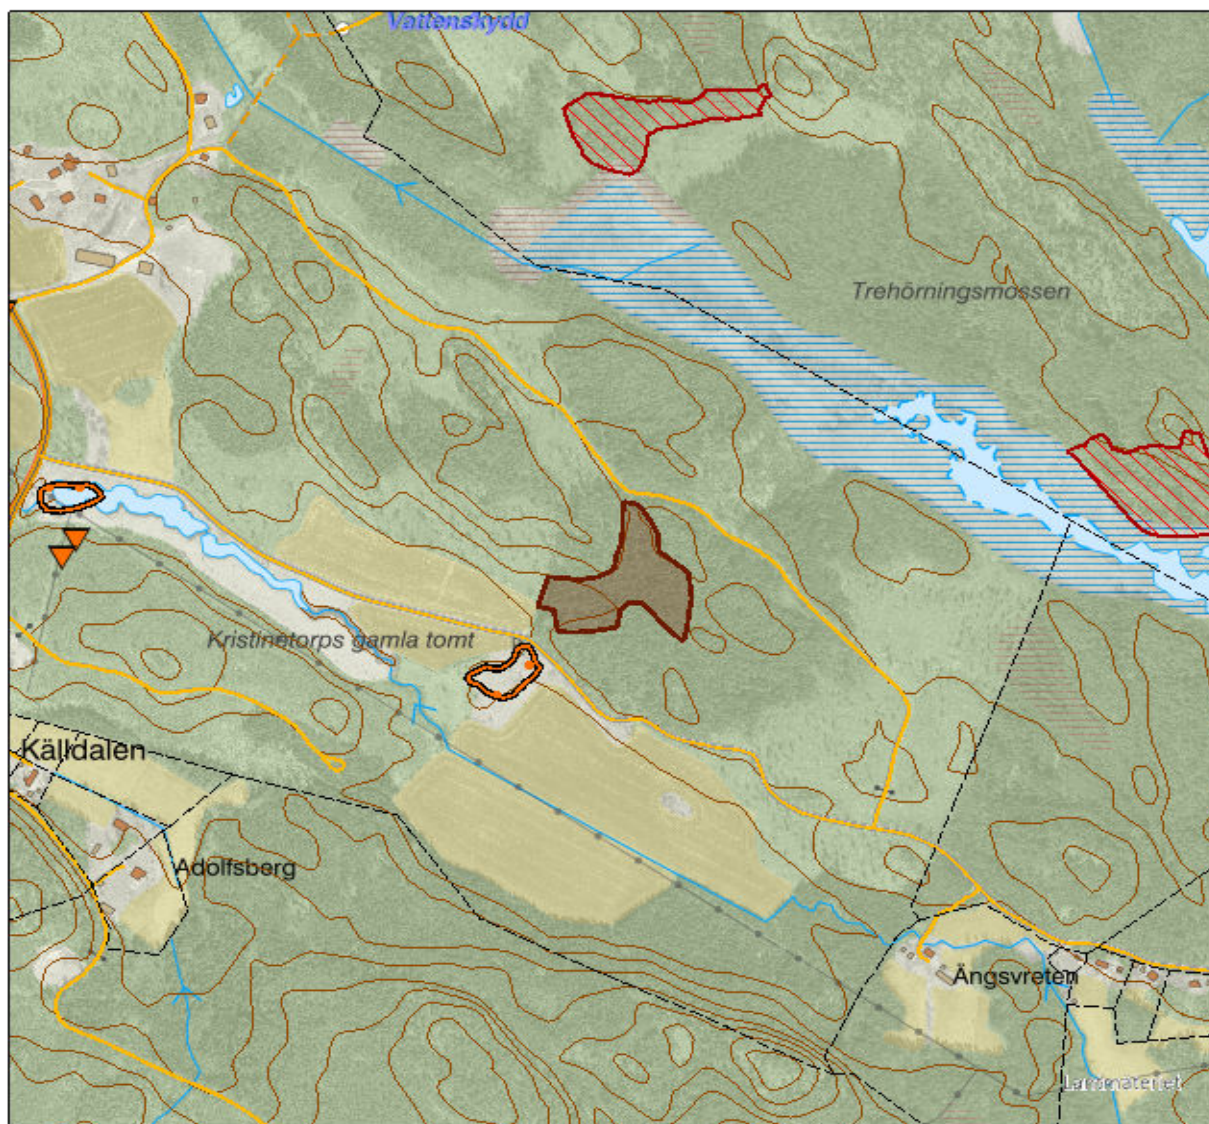 Vattenskydd
Trehörningsmossen
Kristinetorps gamla tomt
Källdalen
Adolfsberg
Ängsvreten
Lantmäteriet